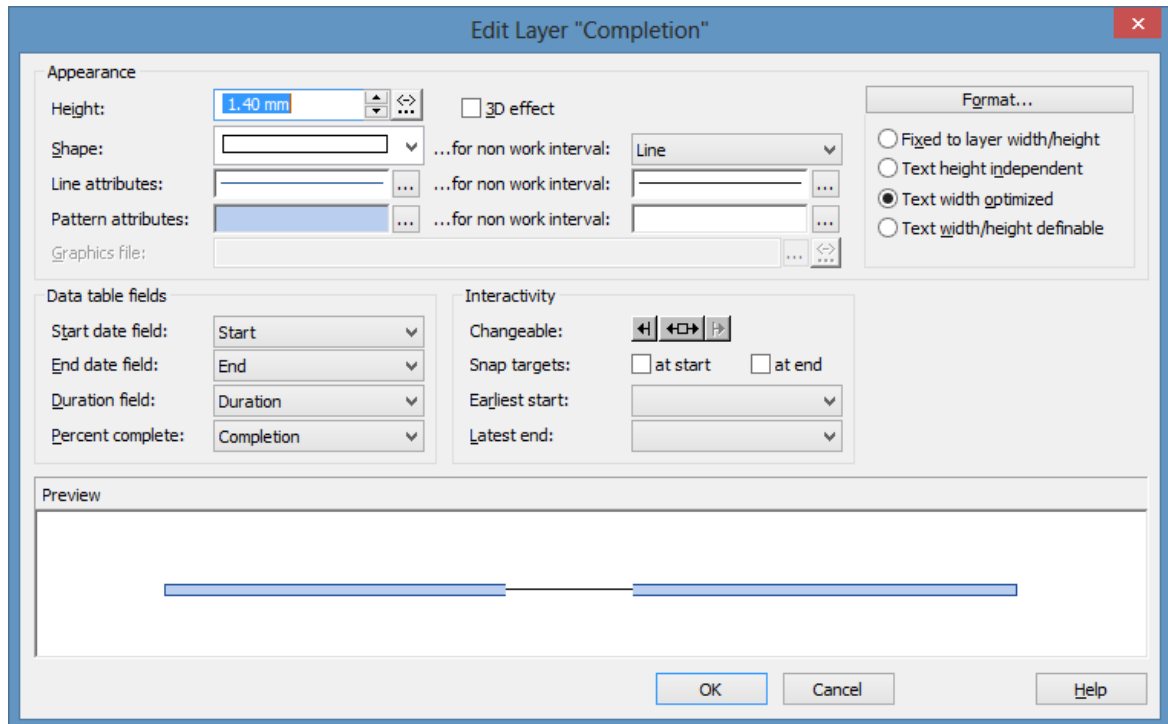 Edit Layer "Completion"
Appearance
Height: 1.40 mm 3D effect Format...
Shape: ...for non work interval: Line Fixed to layer width/height
Text height independent
Line attributes: ...for non work interval: Text width optimized
Pattern attributes: ...for non work interval: Text width/height definable
Graphics file:
Data table fields Interactivity
Start date field: Start Changeable:
End date field: End Snap targets: at start at end
Duration field: Duration Earliest start:
Percent complete: Completion Latest end:
Preview
OK Cancel Help